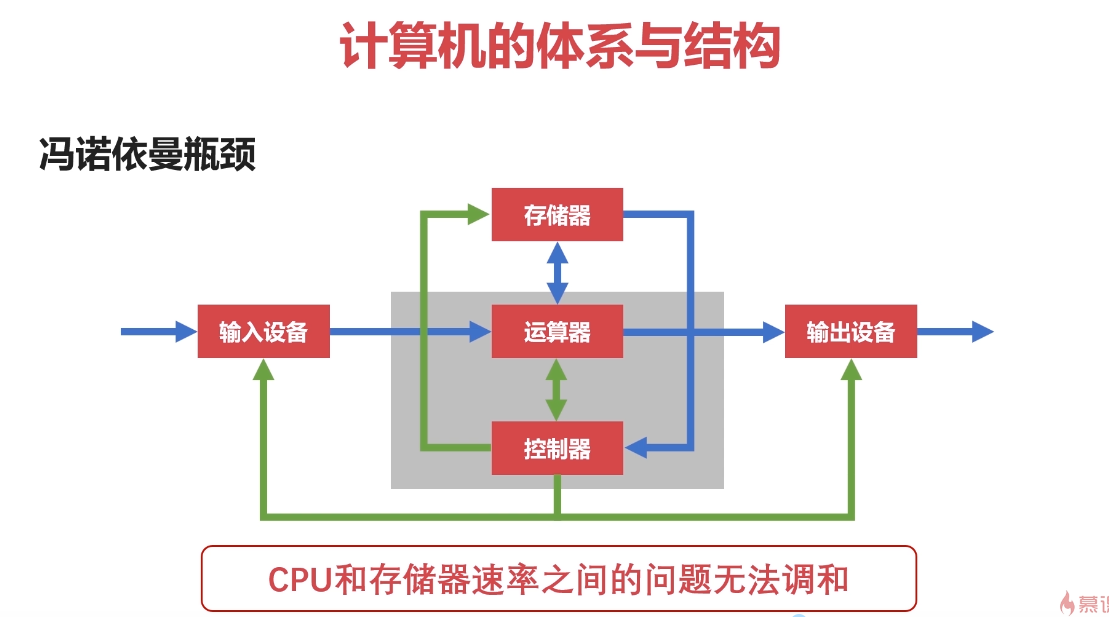 计算机的体系与结构
冯诺依曼瓶颈
存储器
输入设备
运算器
输出设备
控制器
CPU和存储器速率之间的问题无法调和
慕